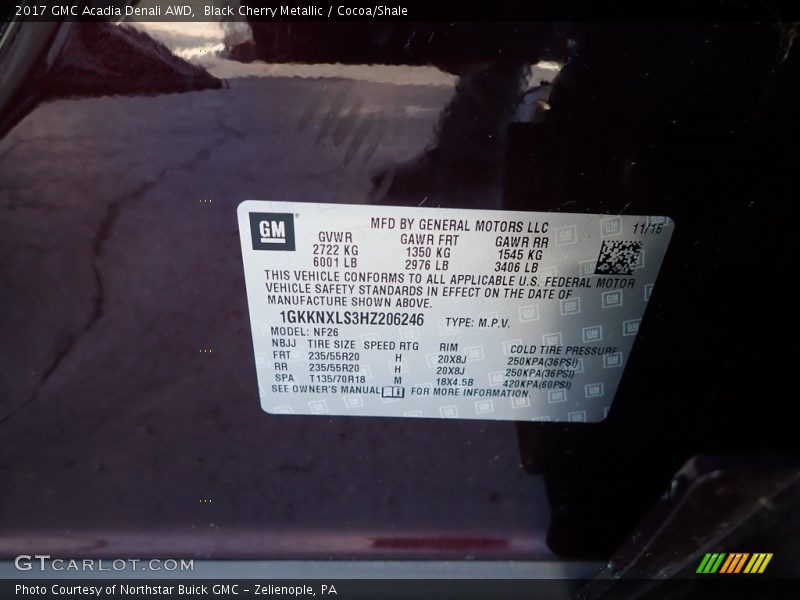 2017 GMC Acadia Denali AWD, Black Cherry Metallic / Cocoa/Shale
GM
MFD BY GENERAL MOTORS LLC 11/16
GVWR GAWR FRT GAWR RR
2722 KG 1350 KG 1545 KG
6001 LB 2976 LB 3406 LB
THIS VEHICLE CONFORMS TO ALL APPLICABLE U.S. FEDERAL MOTOR
VEHICLE SAFETY STANDARDS IN EFFECT ON THE DATE OF
MANUFACTURE SHOWN ABOVE.
1GKKNXLS3HZ206246 TYPE: M.P.V.
MODEL: NF26
NBJJ TIRE SIZE SPEED RTG RIM COLD TIRE PRESSURE
FRT 235/55R20 H 20X8J 250KPA(36PSI)
RR 235/55R20 H 20X8J 250KPA(36PSI)
SPA T135/70R18 M 18X4.5B 420KPA(60PSI)
SEE OWNER'S MANUAL FOR MORE INFORMATION.
GTCARLOT.COM
Photo Courtesy of Northstar Buick GMC - Zelienople, PA